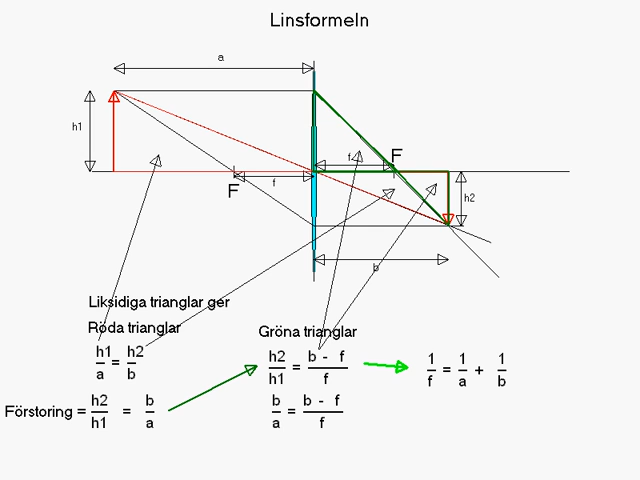 Linsformeln
a
h1
f
F
F
f
h2
b
Liksidiga trianglar ger
Röda trianglar
h1/a = h2/b
Förstoring = h2/h1 = b/a
Gröna trianglar
h2/h1 = b - f/f
b/a = b - f/f
1/f = 1/a + 1/b